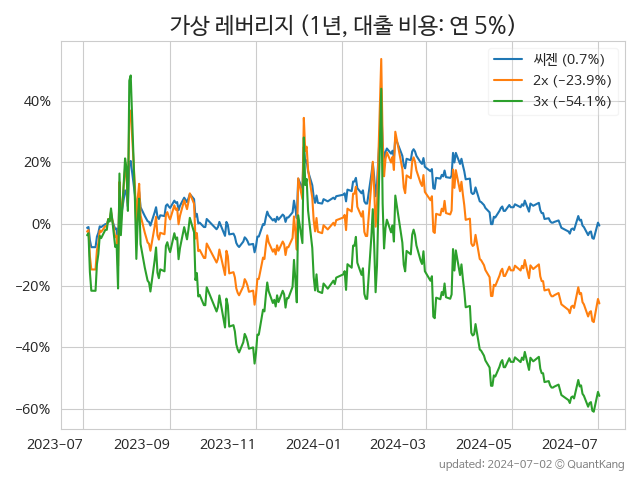 가상 레버리지 (1년, 대출 비용: 연 5%)
씨젠 (0.7%)
2x (−23.9%)
3x (−54.1%)
40%
20%
0%
−20%
−40%
−60%
2023-07
2023-09
2023-11
2024-01
2024-03
2024-05
2024-07
updated: 2024-07-02 © QuantKang